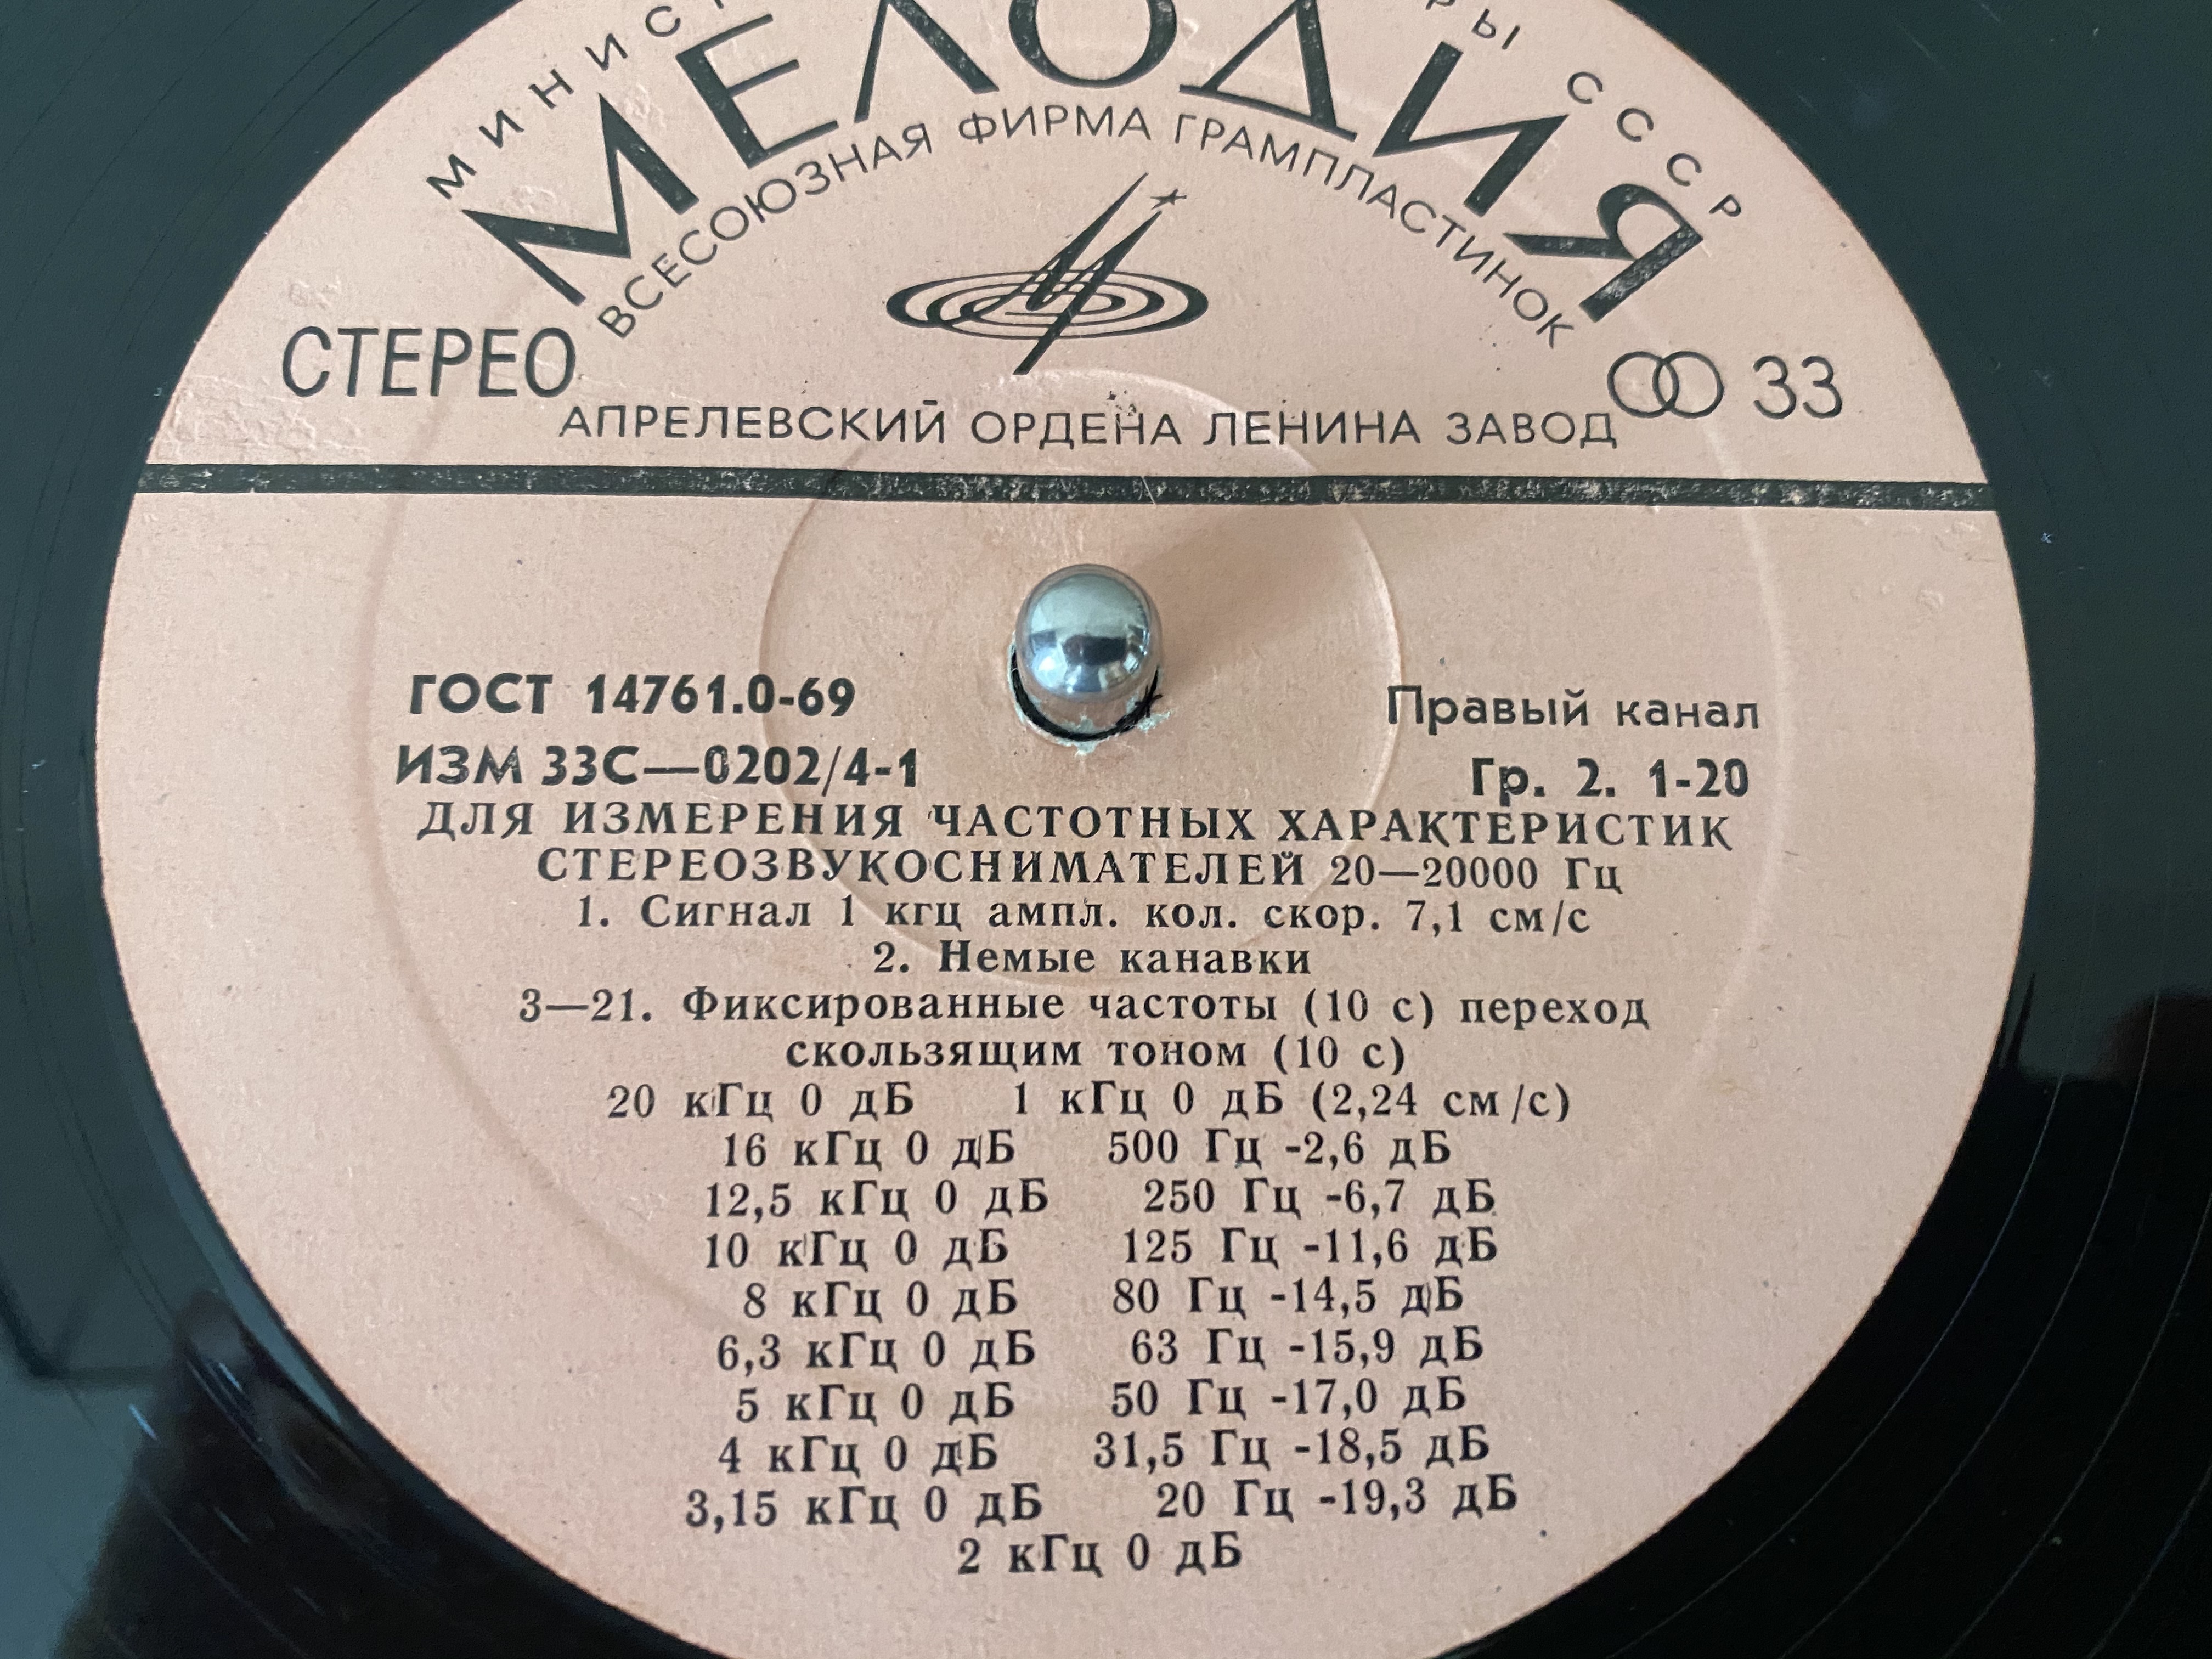 МЕЛОДИЯ
СССР
ВСЕСОЮЗНАЯ ФИРМА ГРАМПЛАСТИНОК
СТЕРЕО
33
АПРЕЛЕВСКИЙ ОРДЕНА ЛЕНИНА ЗАВОД
ГОСТ 14761.0-69
Правый канал
ИЗМ 33С—0202/4-1
Гр. 2. 1-20
ДЛЯ ИЗМЕРЕНИЯ ЧАСТОТНЫХ ХАРАКТЕРИСТИК
СТЕРЕОЗВУКОСНИМАТЕЛЕЙ 20—20000 Гц
1. Сигнал 1 кгц ампл. кол. скор. 7,1 см/с
2. Немые канавки
3—21. Фиксированные частоты (10 с) переход
скользящим тоном (10 с)
20 кГц 0 дБ 1 кГц 0 дБ (2,24 см/с)
16 кГц 0 дБ 500 Гц -2,6 дБ
12,5 кГц 0 дБ 250 Гц -6,7 дБ
10 кГц 0 дБ 125 Гц -11,6 дБ
8 кГц 0 дБ 80 Гц -14,5 дБ
6,3 кГц 0 дБ 63 Гц -15,9 дБ
5 кГц 0 дБ 50 Гц -17,0 дБ
4 кГц 0 дБ 31,5 Гц -18,5 дБ
3,15 кГц 0 дБ 20 Гц -19,3 дБ
2 кГц 0 дБ